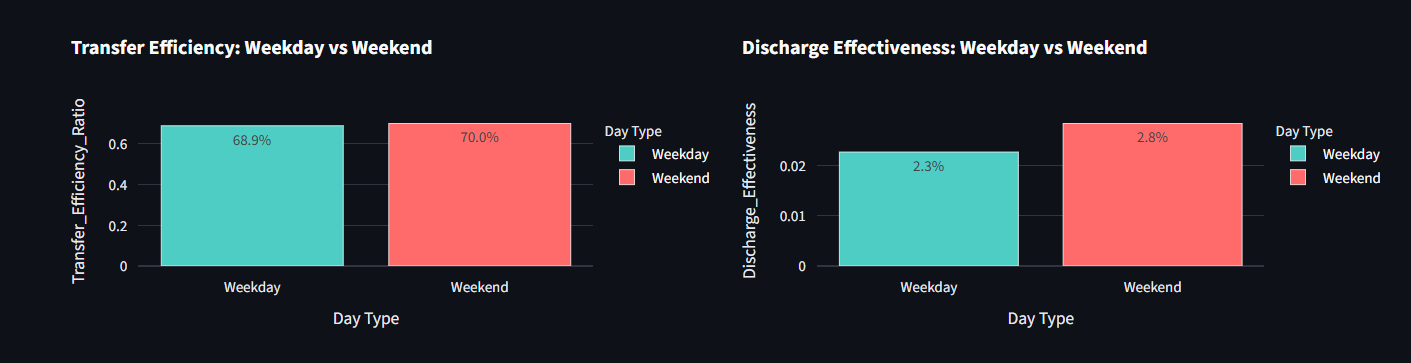 Transfer Efficiency: Weekday vs Weekend
Transfer_Efficiency_Ratio
0.6
0.4
0.2
0
68.9%
70.0%
Weekday
Weekend
Day Type
Day Type
Weekday
Weekend
Discharge Effectiveness: Weekday vs Weekend
Discharge_Effectiveness
0.02
0.01
0
2.3%
2.8%
Weekday
Weekend
Day Type
Day Type
Weekday
Weekend